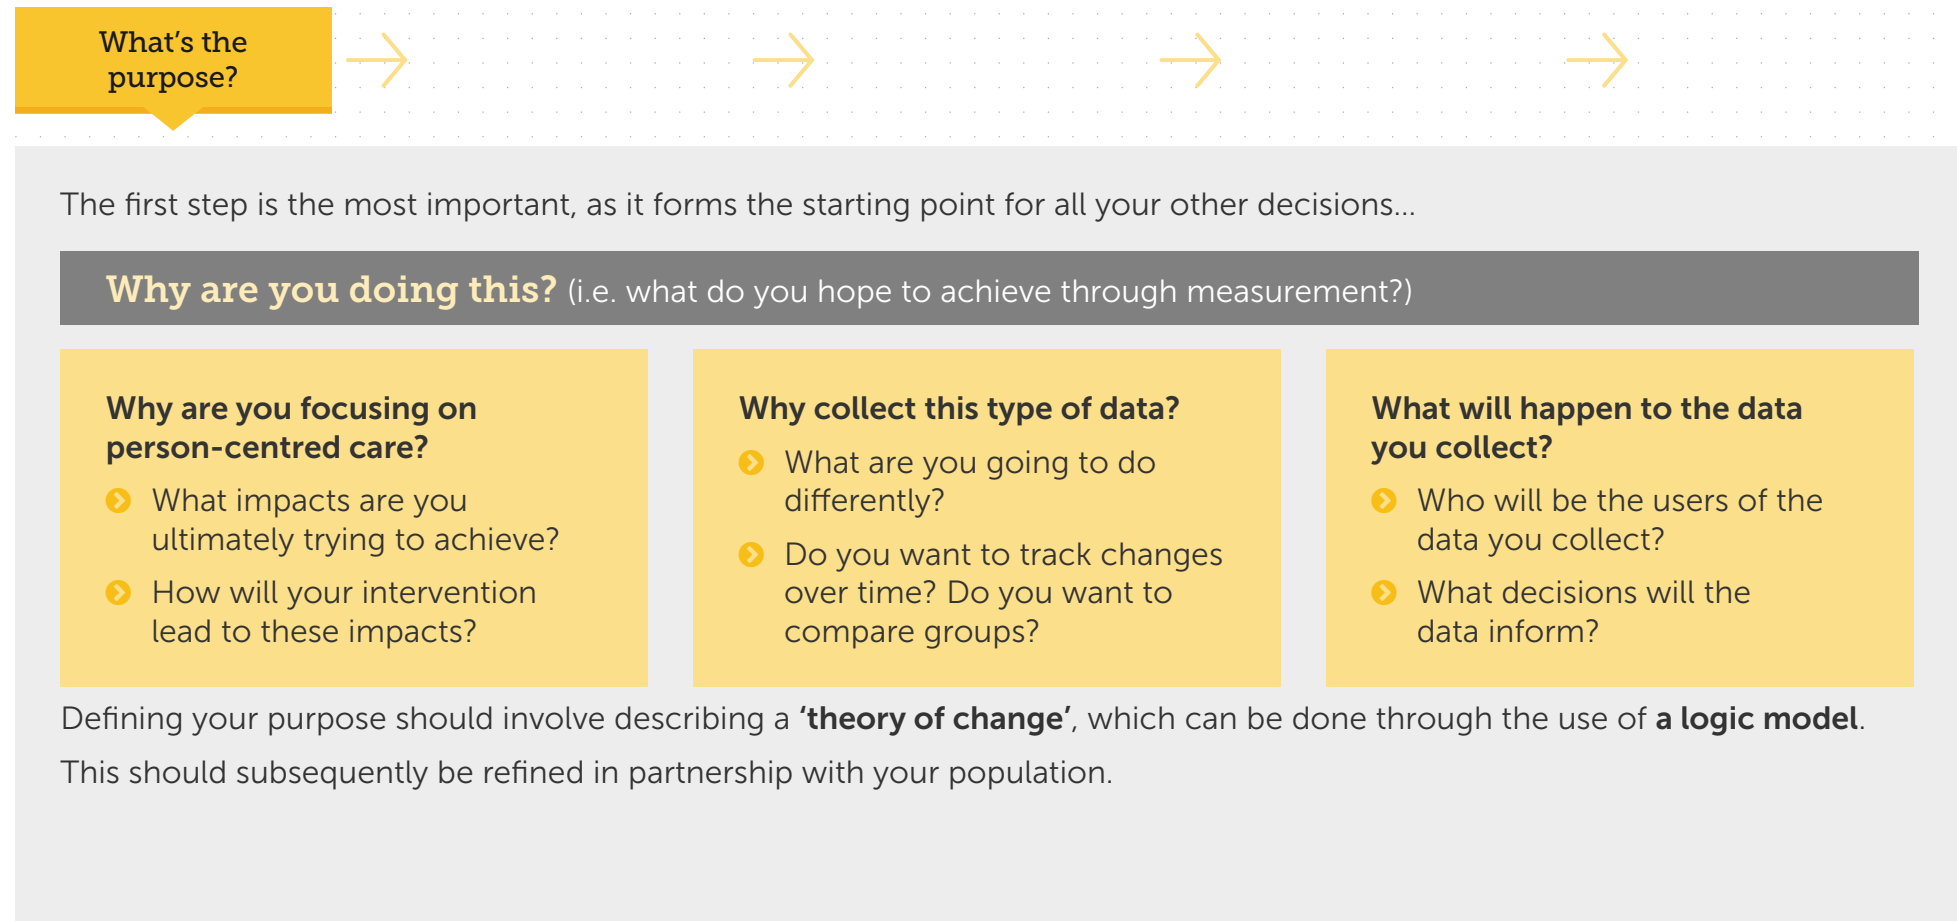 What’s the
purpose?
The first step is the most important, as it forms the starting point for all your other decisions...
Why are you doing this? (i.e. what do you hope to achieve through measurement?)
Why are you focusing on
person-centred care?
What impacts are you
ultimately trying to achieve?
How will your intervention
lead to these impacts?
Why collect this type of data?
What are you going to do
differently?
Do you want to track changes
over time? Do you want to
compare groups?
What will happen to the data
you collect?
Who will be the users of the
data you collect?
What decisions will the
data inform?
Defining your purpose should involve describing a ‘theory of change’, which can be done through the use of a logic model.
This should subsequently be refined in partnership with your population.